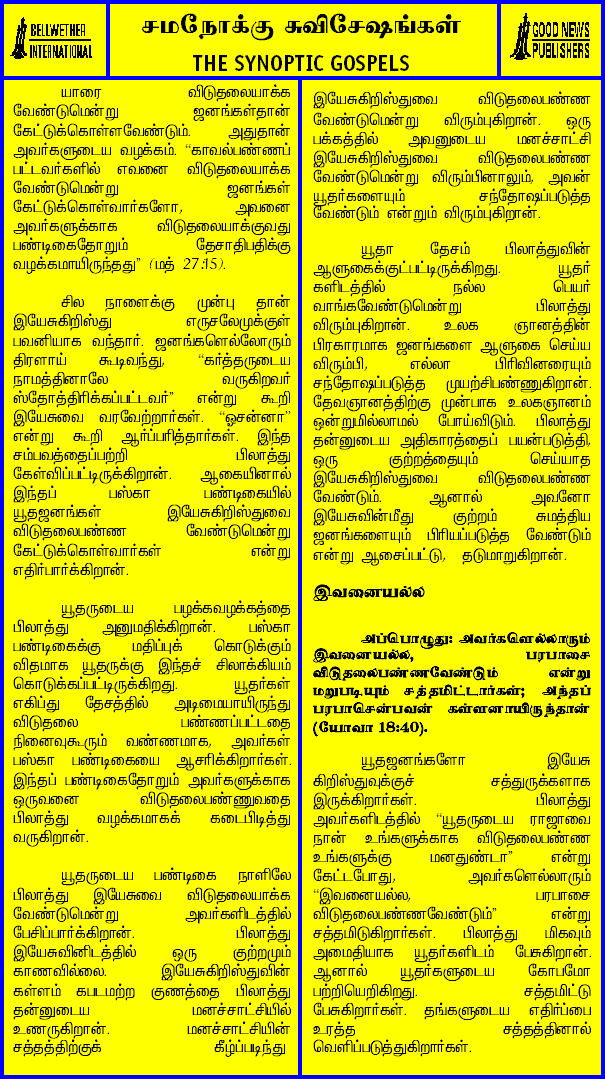 BELLWETHER
INTERNATIONAL
சமநோக்கு சுவிசேஷங்கள்
THE SYNOPTIC GOSPELS
GOOD NEWS
PUBLISHERS
யாரை விடுதலையாக்க
வேண்டுமென்று ஜனங்கள்தான்
கேட்டுக்கொள்ளவேண்டும். அதுதான்
அவர்களுடைய வழக்கம். “காவல்பண்ணப்
பட்டவர்களில் எவனை விடுதலையாக்க
வேண்டுமென்று ஜனங்கள்
கேட்டுக்கொள்வார்களோ, அவனை
அவர்களுக்காக விடுதலையாக்குவது
பண்டிகைதோறும் தேசாதிபதிக்கு
வழக்கமாயிருந்தது” (மத் 27:15).
சில நாளைக்கு முன்பு தான்
இயேசுகிறிஸ்து எருசலேமுக்குள்
பவனியாக வந்தார். ஜனங்களெல்லோரும்
திரளாய் கூடிவந்து, “கர்த்தருடைய
நாமத்தினாலே வருகிறவர்
ஸ்தோத்திரிக்கப்பட்டவர்” என்று கூறி
இயேசுவை வரவேற்றார்கள். “ஓசன்னா”
என்று கூறி ஆர்ப்பரித்தார்கள். இந்த
சம்பவத்தைப்பற்றி பிலாத்து
கேள்விப்பட்டிருக்கிறான். ஆகையினால்
இந்தப் பஸ்கா பண்டிகையில்
யூதஜனங்கள் இயேசுகிறிஸ்துவை
விடுதலைபண்ண வேண்டுமென்று
கேட்டுக்கொள்வார்கள் என்று
எதிர்பார்க்கிறான்.
யூதருடைய பழக்கவழக்கத்தை
பிலாத்து அனுமதிக்கிறான். பஸ்கா
பண்டிகைக்கு மதிப்புக் கொடுக்கும்
விதமாக யூதருக்கு இந்தச் சிலாக்கியம்
கொடுக்கப்பட்டிருக்கிறது. யூதர்கள்
எகிப்து தேசத்தில் அடிமையாயிருந்து
விடுதலை பண்ணப்பட்டதை
நினைவுகூரும் வண்ணமாக, அவர்கள்
பஸ்கா பண்டிகையை ஆசரிக்கிறார்கள்.
இந்தப் பண்டிகைதோறும் அவர்களுக்காக
ஒருவனை விடுதலைபண்ணுவதை
பிலாத்து வழக்கமாகக் கடைபிடித்து
வருகிறான்.
யூதருடைய பண்டிகை நாளிலே
பிலாத்து இயேசுவை விடுதலையாக்க
வேண்டுமென்று அவர்களிடத்தில்
பேசிப்பார்க்கிறான். பிலாத்து
இயேசுவினிடத்தில் ஒரு குற்றமும்
காணவில்லை. இயேசுகிறிஸ்துவின்
கள்ளம் கபடமற்ற குணத்தை பிலாத்து
தன்னுடைய மனச்சாட்சியில்
உணருகிறான். மனச்சாட்சியின்
சத்தத்திற்குக் கீழ்ப்படிந்து
இயேசுகிறிஸ்துவை விடுதலைபண்ண
வேண்டுமென்று விரும்புகிறான். ஒரு
பக்கத்தில் அவனுடைய மனச்சாட்சி
இயேசுகிறிஸ்துவை விடுதலைபண்ண
வேண்டுமென்று விரும்பினாலும், அவன்
யூதர்களையும் சந்தோஷப்படுத்த
வேண்டும் என்றும் விரும்புகிறான்.
யூதா தேசம் பிலாத்துவின்
ஆளுகைக்குட்பட்டிருக்கிறது. யூதர்
களிடத்தில் நல்ல பெயர்
வாங்கவேண்டுமென்று பிலாத்து
விரும்புகிறான். உலக ஞானத்தின்
பிரகாரமாக ஜனங்களை ஆளுகை செய்ய
விரும்பி, எல்லா பிரிவினரையும்
சந்தோஷப்படுத்த முயற்சிபண்ணுகிறான்.
தேவஞானத்திற்கு முன்பாக உலகஞானம்
ஒன்றுமில்லாமல் போய்விடும். பிலாத்து
தன்னுடைய அதிகாரத்தைப் பயன்படுத்தி,
ஒரு குற்றத்தையும் செய்யாத
இயேசுகிறிஸ்துவை விடுதலைபண்ண
வேண்டும். ஆனால் அவனோ
இயேசுவின்மீது குற்றம் சுமத்திய
ஜனங்களையும் பிரியப்படுத்த வேண்டும்
என்று ஆசைப்பட்டு, தடுமாறுகிறான்.
இவனையல்ல
அப்பொழுது: அவர்களெல்லாரும்
இவனையல்ல, பரபாசை
விடுதலைபண்ணவேண்டும் என்று
மறுபடியும் சத்தமிட்டார்கள்; அந்தப்
பரபாசென்பவன் கள்ளனாயிருந்தான்
(யோவா 18:40).
யூதஜனங்களோ இயேசு
கிறிஸ்துவுக்குச் சத்துருக்களாக
இருக்கிறார்கள். பிலாத்து
அவர்களிடத்தில் “யூதருடைய ராஜாவை
நான் உங்களுக்காக விடுதலைபண்ண
உங்களுக்கு மனதுண்டா” என்று
கேட்டபோது, அவர்களெல்லாரும்
“இவனையல்ல, பரபாசை
விடுதலைபண்ணவேண்டும்” என்று
சத்தமிடுகிறார்கள். பிலாத்து மிகவும்
அமைதியாக யூதர்களிடம் பேசுகிறான்.
ஆனால் யூதர்களுடைய கோபமோ
பற்றியெறிகிறது. சத்தமிட்டு
பேசுகிறார்கள். தங்களுடைய எதிர்ப்பை
உரத்த சத்தத்தினால்
வெளிப்படுத்துகிறார்கள்.